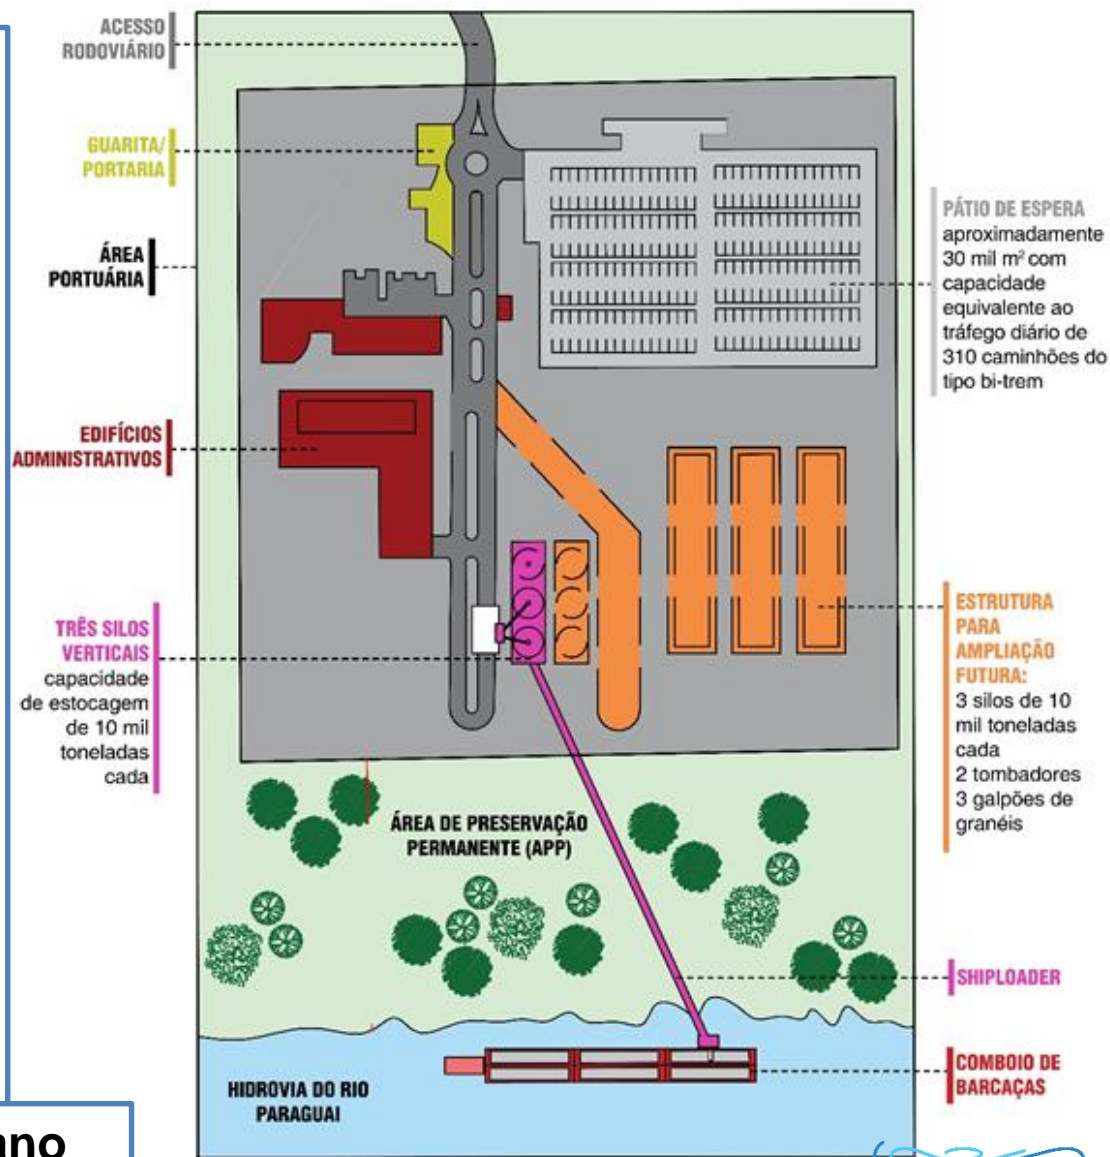 ACESSO
RODOVIÁRIO
GUARITA/
PORTARIA
ÁREA
PORTUÁRIA
EDIFÍCIOS
ADMINISTRATIVOS
TRÊS SILOS
VERTICAIS
capacidade
de estocagem
de 10 mil
toneladas
cada
PÁTIO DE ESPERA
aproximadamente
30 mil m² com
capacidade
equivalente ao
tráfego diário de
310 caminhões do
tipo bi-trem
ESTRUTURA
PARA
AMPLIAÇÃO
FUTURA:
3 silos de 10
mil toneladas
cada
2 tombadores
3 galpões de
granéis
ÁREA DE PRESERVAÇÃO
PERMANENTE (APP)
SHIPLOADER
COMBOIO DE
BARCAÇAS
HIDROVIA DO RIO
PARAGUAI